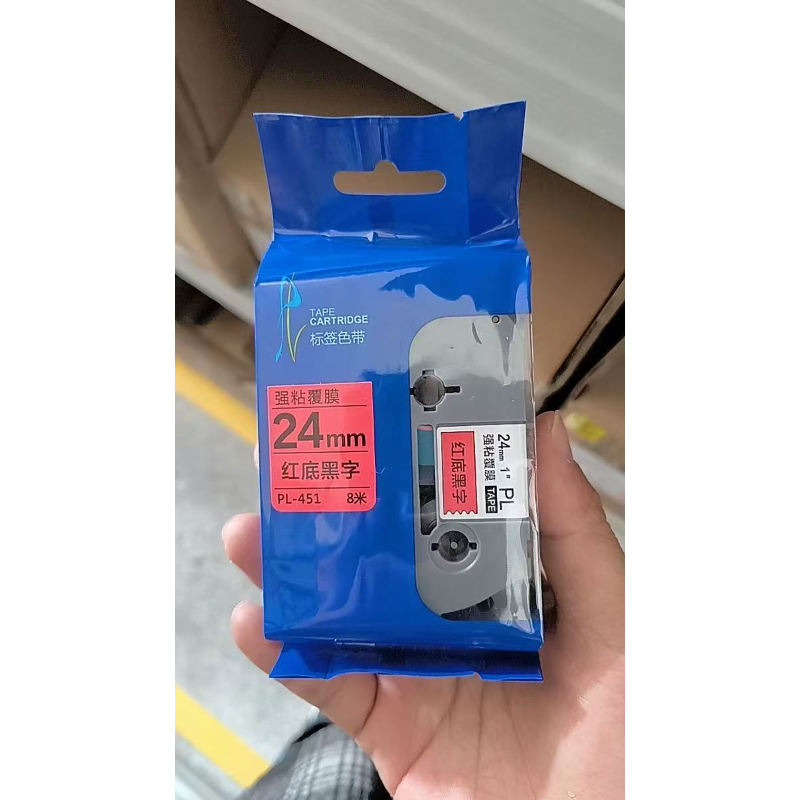 TAPE
CARTRIDGE
标签色带
强粘覆膜
24mm
红底黑字
PL-451 8米
24mm 1" PL
强粘覆膜 TAPE
红底黑字